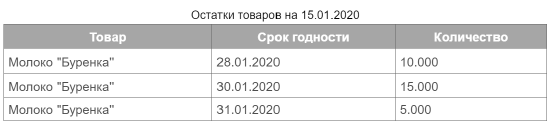 Остатки товаров на 15.01.2020
Товар Срок годности Количество
Молоко "Буренка" 28.01.2020 10.000
Молоко "Буренка" 30.01.2020 15.000
Молоко "Буренка" 31.01.2020 5.000